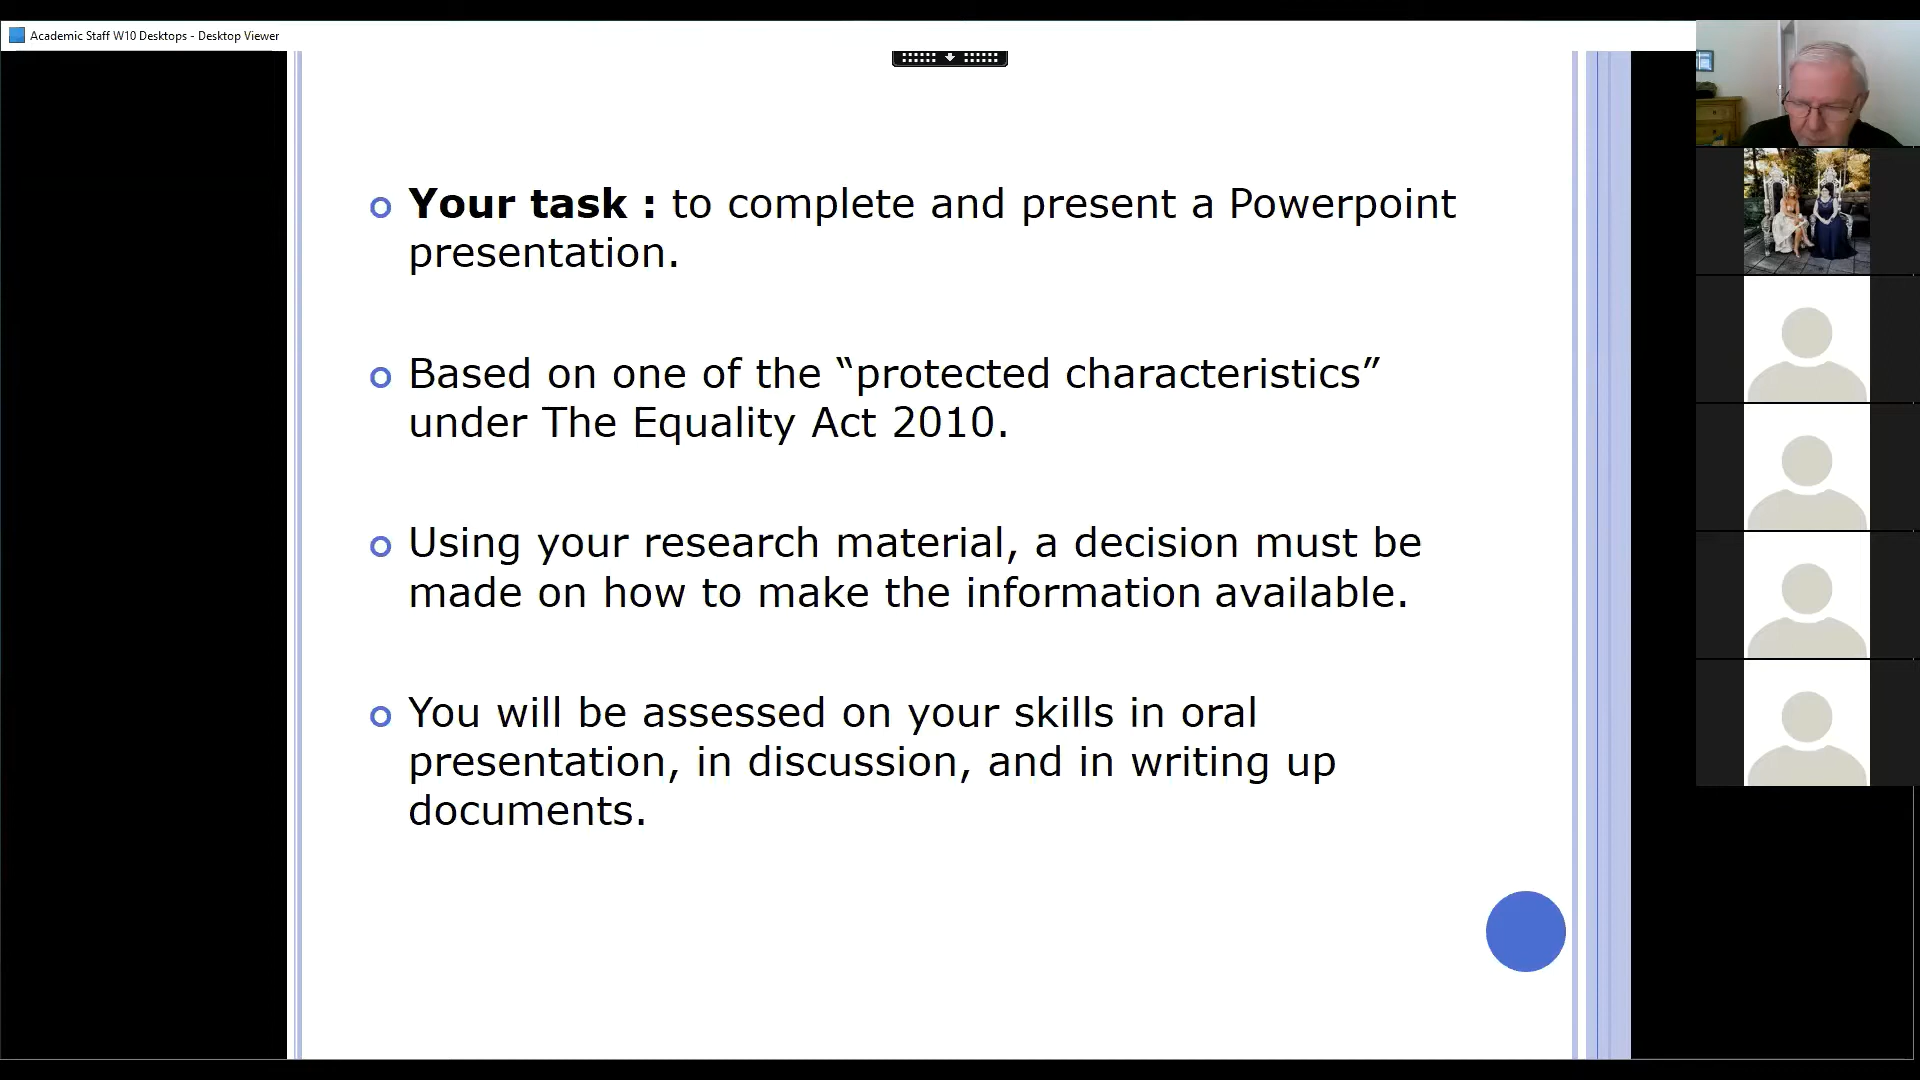 Academic Staff W10 Desktops - Desktop Viewer
Your task : to complete and present a Powerpoint
presentation.
Based on one of the “protected characteristics”
under The Equality Act 2010.
Using your research material, a decision must be
made on how to make the information available.
You will be assessed on your skills in oral
presentation, in discussion, and in writing up
documents.